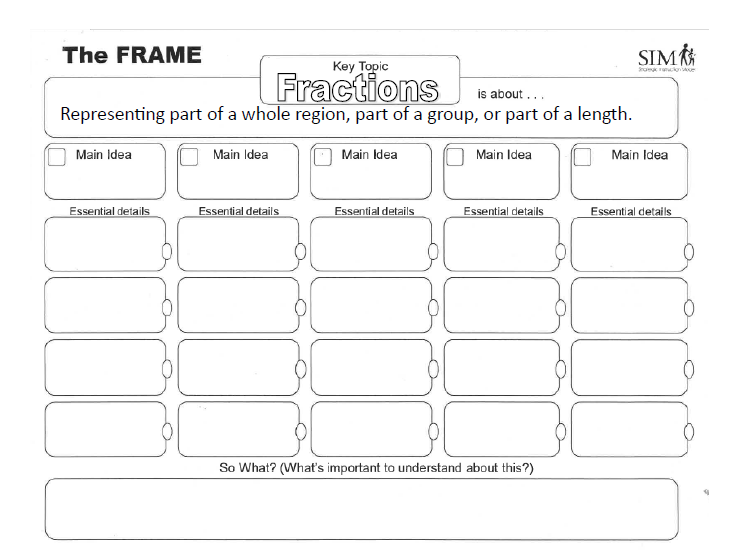 The FRAME
SIM
Key Topic
Fractions
is about . . .
Representing part of a whole region, part of a group, or part of a length.
Main Idea Main Idea Main Idea Main Idea Main Idea
Essential details Essential details Essential details Essential details Essential details
So What? (What's important to understand about this?)